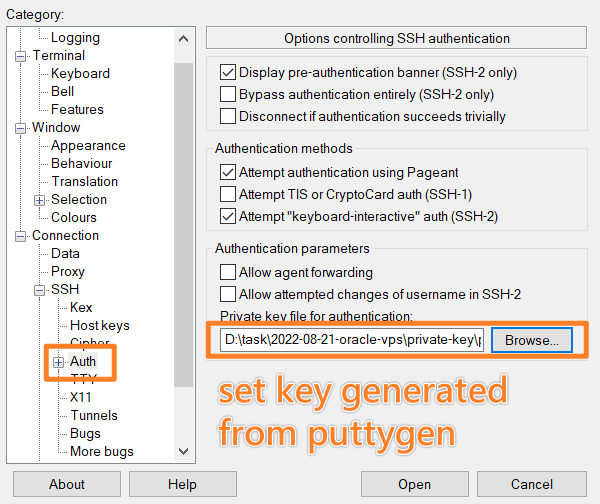 Category:
Logging
Terminal
Keyboard
Bell
Features
Window
Appearance
Behaviour
Translation
Selection
Colours
Connection
Data
Proxy
SSH
Kex
Host keys
Cipher
Auth
TTY
X11
Tunnels
Bugs
More bugs
Options controlling SSH authentication
Display pre-authentication banner (SSH-2 only)
Bypass authentication entirely (SSH-2 only)
Disconnect if authentication succeeds trivially
Authentication methods
Attempt authentication using Pageant
Attempt TIS or CryptoCard auth (SSH-1)
Attempt "keyboard-interactive" auth (SSH-2)
Authentication parameters
Allow agent forwarding
Allow attempted changes of username in SSH-2
Private key file for authentication:
D:\task\2022-08-21-oracle-vps\private-key\p
Browse...
set key generated
from puttygen
About
Help
Open
Cancel